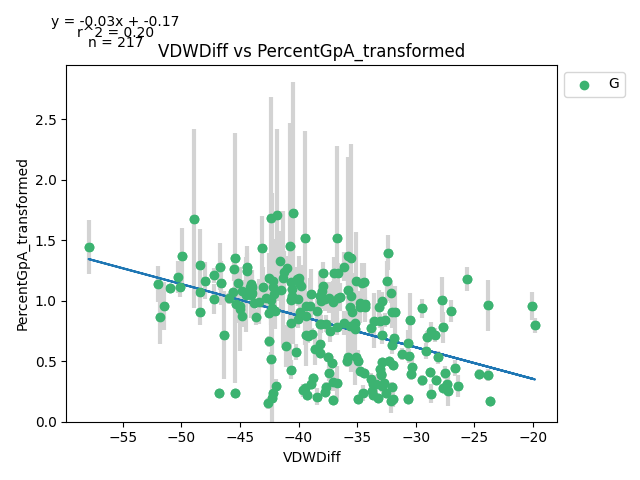 y = -0.03x + -0.17
r^2 = 0.20
n = 217
VDWDiff vs PercentGpA_transformed
G
PercentGpA_transformed
2.5
2.0
1.5
1.0
0.5
0.0
−55
−50
−45
−40
−35
−30
−25
−20
VDWDiff